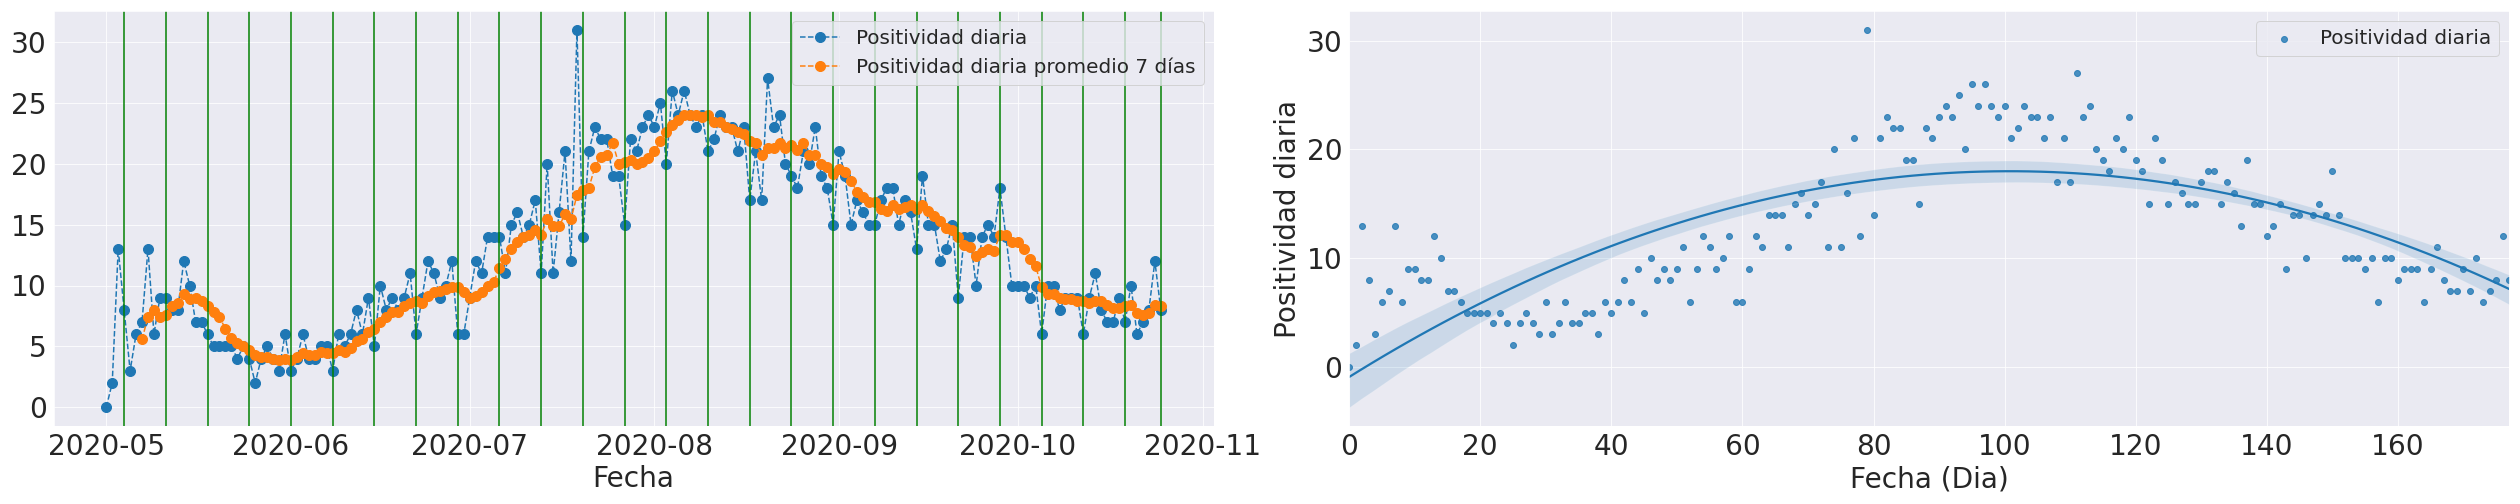 Positividad diaria
Positividad diaria promedio 7 días
30
25
20
15
10
5
0
2020-05 2020-06 2020-07 2020-08 2020-09 2020-10 2020-11
Fecha
Positividad diaria
Positividad diaria
30
20
10
0
0 20 40 60 80 100 120 140 160
Fecha (Dia)